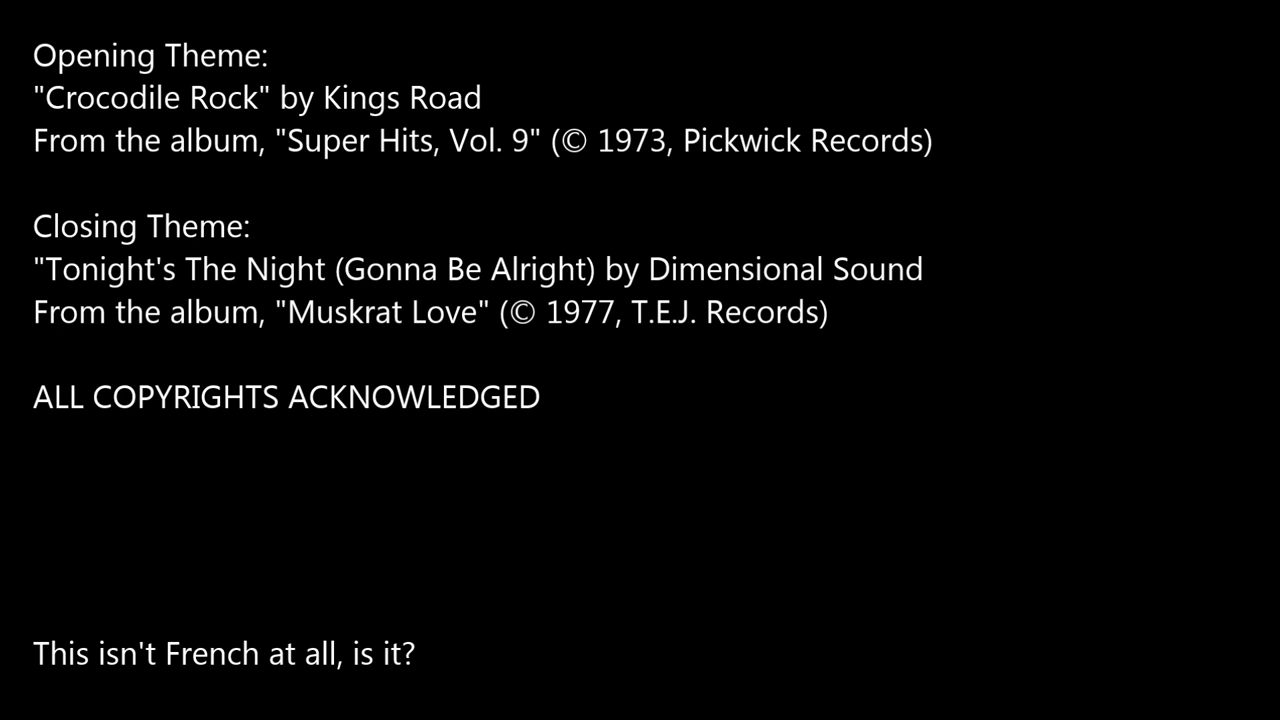 Opening Theme:
"Crocodile Rock" by Kings Road
From the album, "Super Hits, Vol. 9" (© 1973, Pickwick Records)
Closing Theme:
"Tonight's The Night (Gonna Be Alright) by Dimensional Sound
From the album, "Muskrat Love" (© 1977, T.E.J. Records)
ALL COPYRIGHTS ACKNOWLEDGED
This isn't French at all, is it?